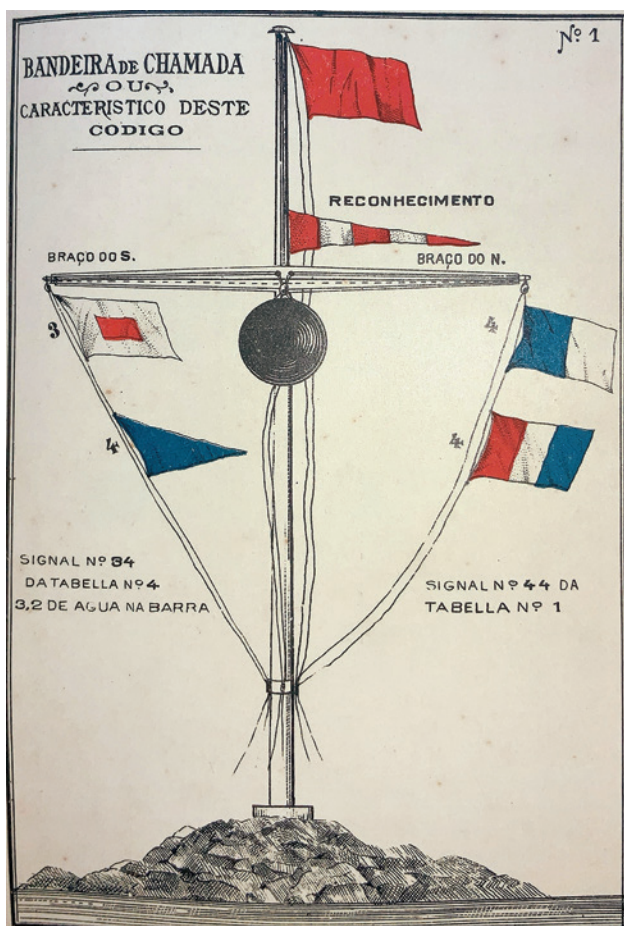 Nº 1
BANDEIRA DE CHAMADA
OU
CARACTERISTICO DESTE
CODIGO
RECONHECIMENTO
BRAÇO DO S.
BRAÇO DO N.
3
4
4
4
SIGNAL Nº 34
DA TABELLA Nº 4
3,2 DE AGUA NA BARRA
SIGNAL Nº 44 DA
TABELLA Nº 1